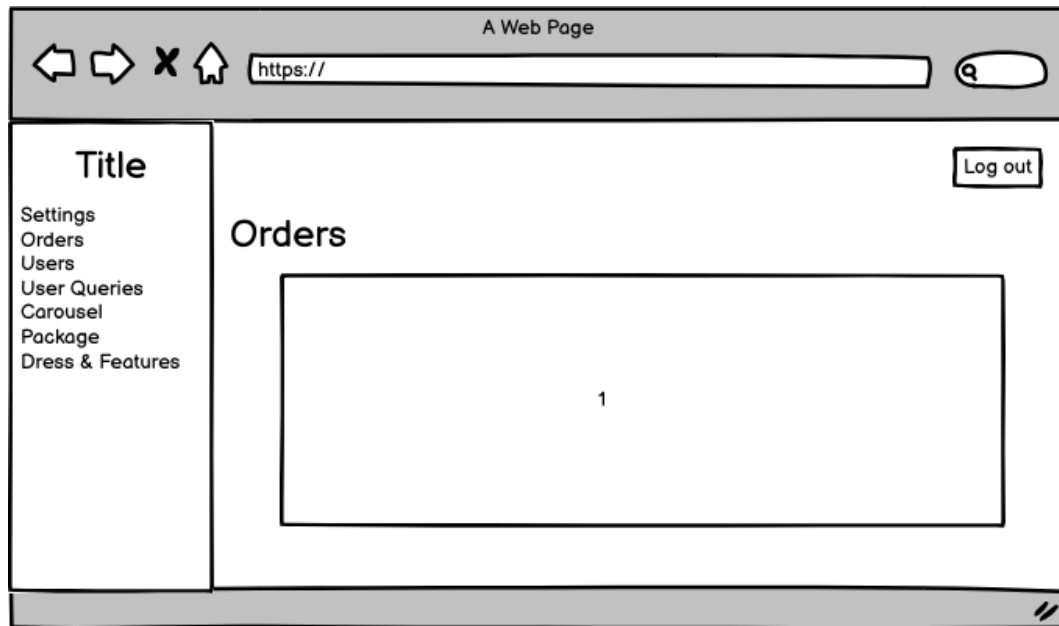 A Web Page
https://
Title
Log out
Settings
Orders
Users
User Queries
Carousel
Package
Dress & Features
Orders
1